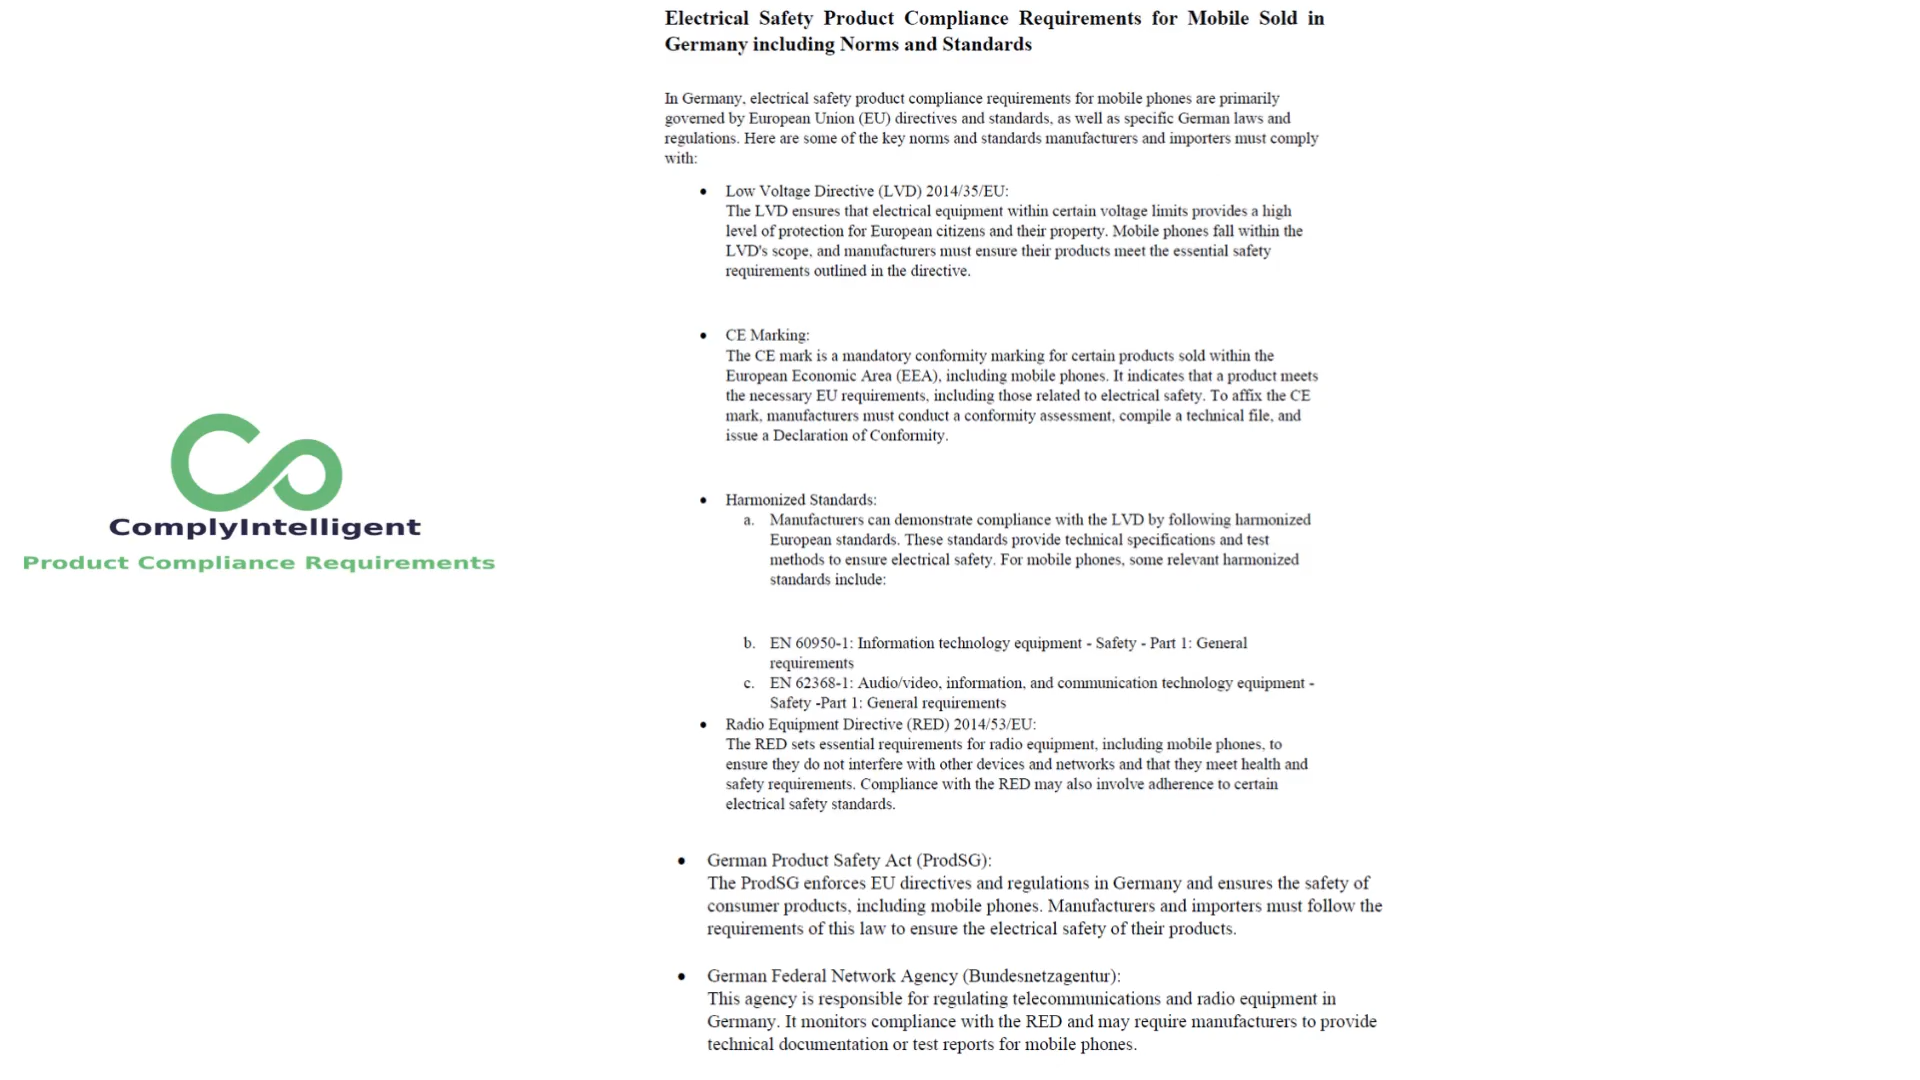 Electrical Safety Product Compliance Requirements for Mobile Sold in
Germany including Norms and Standards
In Germany, electrical safety product compliance requirements for mobile phones are primarily
governed by European Union (EU) directives and standards, as well as specific German laws and
regulations. Here are some of the key norms and standards manufacturers and importers must comply
with:
• Low Voltage Directive (LVD) 2014/35/EU:
The LVD ensures that electrical equipment within certain voltage limits provides a high
level of protection for European citizens and their property. Mobile phones fall within the
LVD's scope, and manufacturers must ensure their products meet the essential safety
requirements outlined in the directive.
• CE Marking:
The CE mark is a mandatory conformity marking for certain products sold within the
European Economic Area (EEA), including mobile phones. It indicates that a product meets
the necessary EU requirements, including those related to electrical safety. To affix the CE
mark, manufacturers must conduct a conformity assessment, compile a technical file, and
issue a Declaration of Conformity.
• Harmonized Standards:
a. Manufacturers can demonstrate compliance with the LVD by following harmonized
European standards. These standards provide technical specifications and test
methods to ensure electrical safety. For mobile phones, some relevant harmonized
standards include:
b. EN 60950-1: Information technology equipment - Safety - Part 1: General
requirements
c. EN 62368-1: Audio/video, information, and communication technology equipment -
Safety -Part 1: General requirements
• Radio Equipment Directive (RED) 2014/53/EU:
The RED sets essential requirements for radio equipment, including mobile phones, to
ensure they do not interfere with other devices and networks and that they meet health and
safety requirements. Compliance with the RED may also involve adherence to certain
electrical safety standards.
• German Product Safety Act (ProdSG):
The ProdSG enforces EU directives and regulations in Germany and ensures the safety of
consumer products, including mobile phones. Manufacturers and importers must follow the
requirements of this law to ensure the electrical safety of their products.
• German Federal Network Agency (Bundesnetzagentur):
This agency is responsible for regulating telecommunications and radio equipment in
Germany. It monitors compliance with the RED and may require manufacturers to provide
technical documentation or test reports for mobile phones.
ComplyIntelligent
Product Compliance Requirements